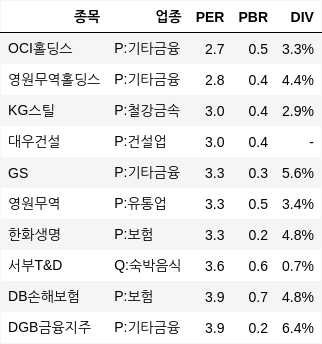 종목 업종 PER PBR DIV
OCI홀딩스 P:기타금융 2.7 0.5 3.3%
영원무역홀딩스 P:기타금융 2.8 0.4 4.4%
KG스틸 P:철강금속 3.0 0.4 2.9%
대우건설 P:건설업 3.0 0.4 -
GS P:기타금융 3.3 0.3 5.6%
영원무역 P:유통업 3.3 0.5 3.4%
한화생명 P:보험 3.3 0.2 4.8%
서부T&D Q:숙박음식 3.6 0.6 0.7%
DB손해보험 P:보험 3.9 0.7 4.8%
DGB금융지주 P:기타금융 3.9 0.2 6.4%